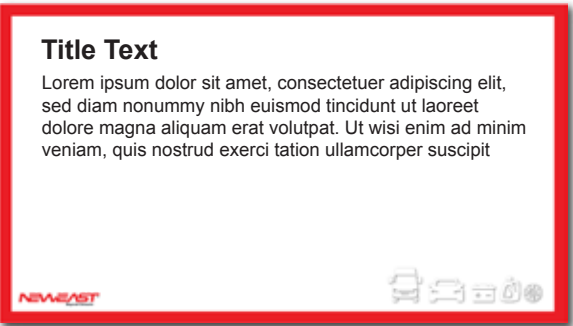 Title Text
Lorem ipsum dolor sit amet, consectetuer adipiscing elit,
sed diam nonummy nibh euismod tincidunt ut laoreet
dolore magna aliquam erat volutpat. Ut wisi enim ad minim
veniam, quis nostrud exerci tation ullamcorper suscipit
NEWEAST